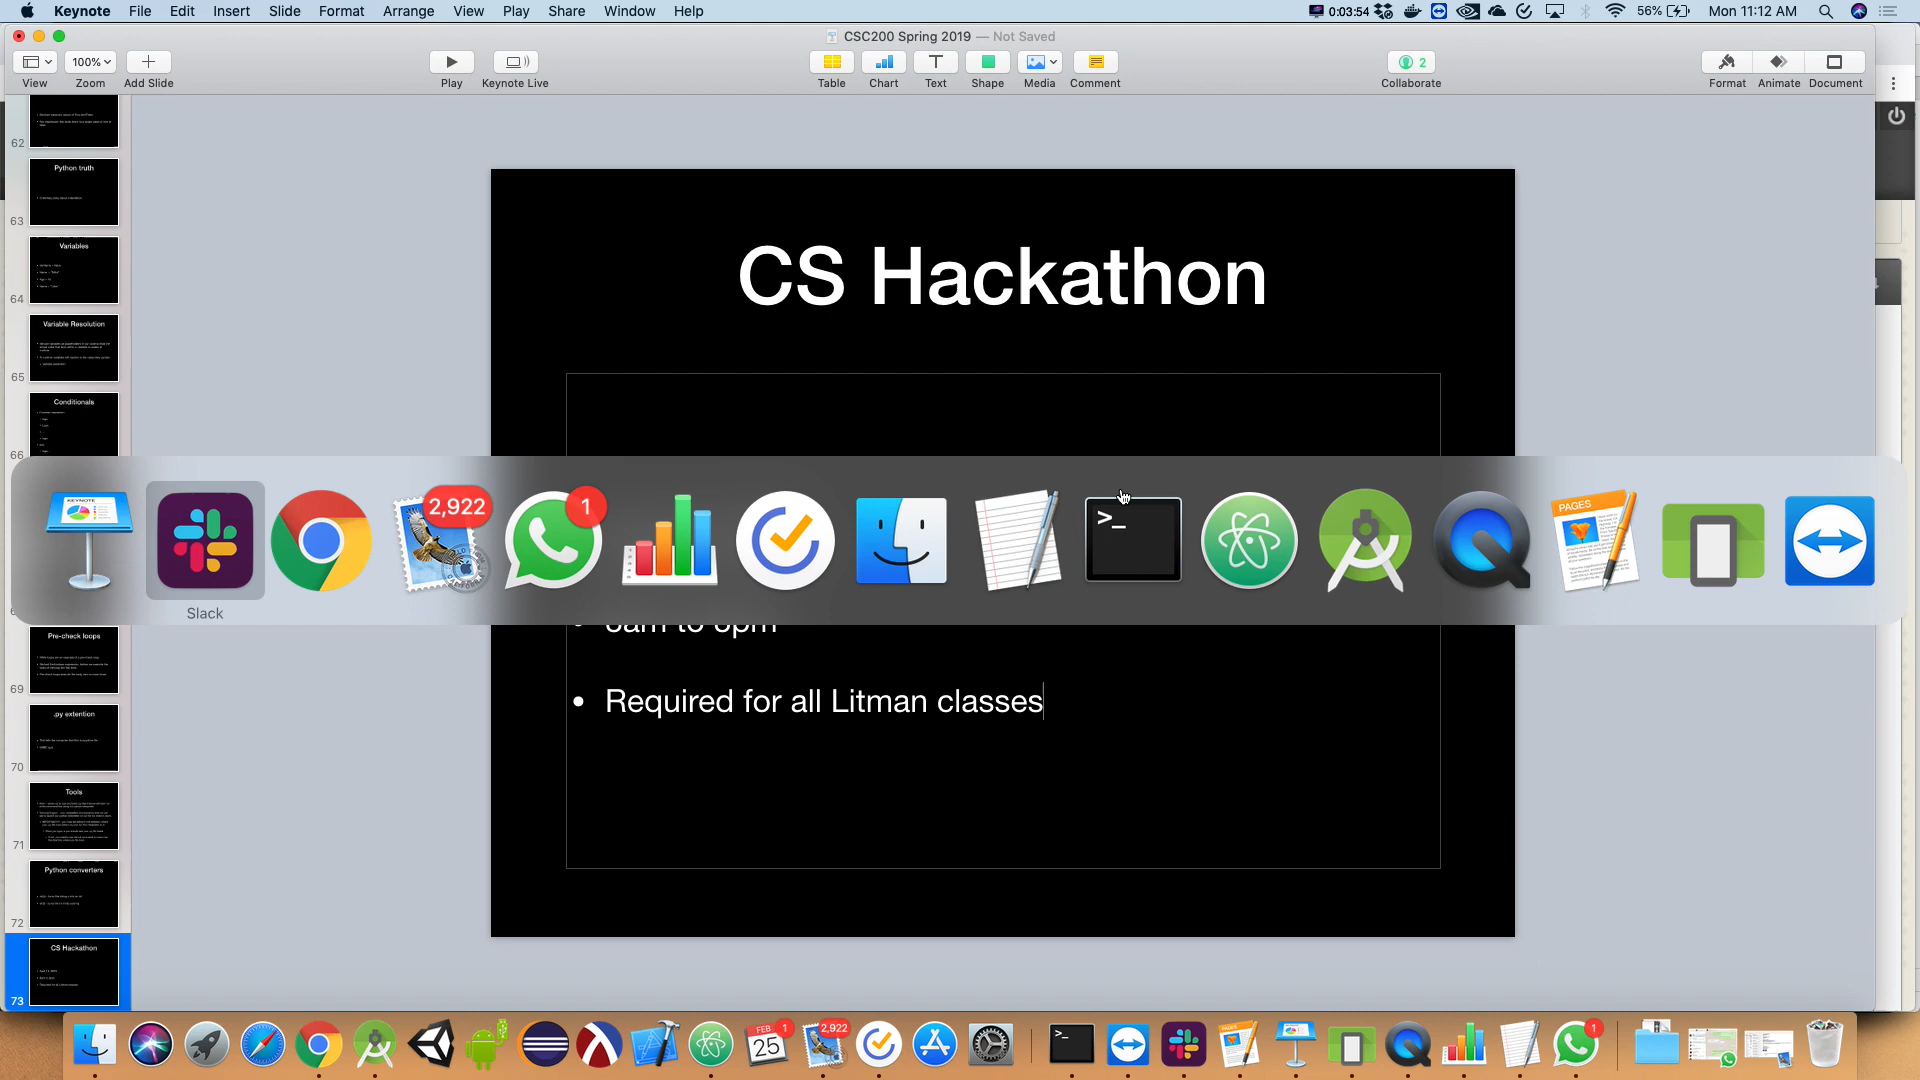 Keynote File Edit Insert Slide Format Arrange View Play Share Window Help
0:03:54 56% Mon 11:12 AM
CSC200 Spring 2019 — Not Saved
100%
2
View Zoom Add Slide Play Keynote Live Table Chart Text Shape Media Comment Collaborate Format Animate Document
62
Python truth
63
Variables
64
Variable Resolution
65
Conditionals
66
Pre-check loops
69
.py extention
70
Tools
71
Python converters
72
CS Hackathon
73
CS Hackathon
KEYNOTE
2,922
1
>_
PAGES
Slack
• Required for all Litman classes
FEB
25
1
2,922
>_
PAGES
1